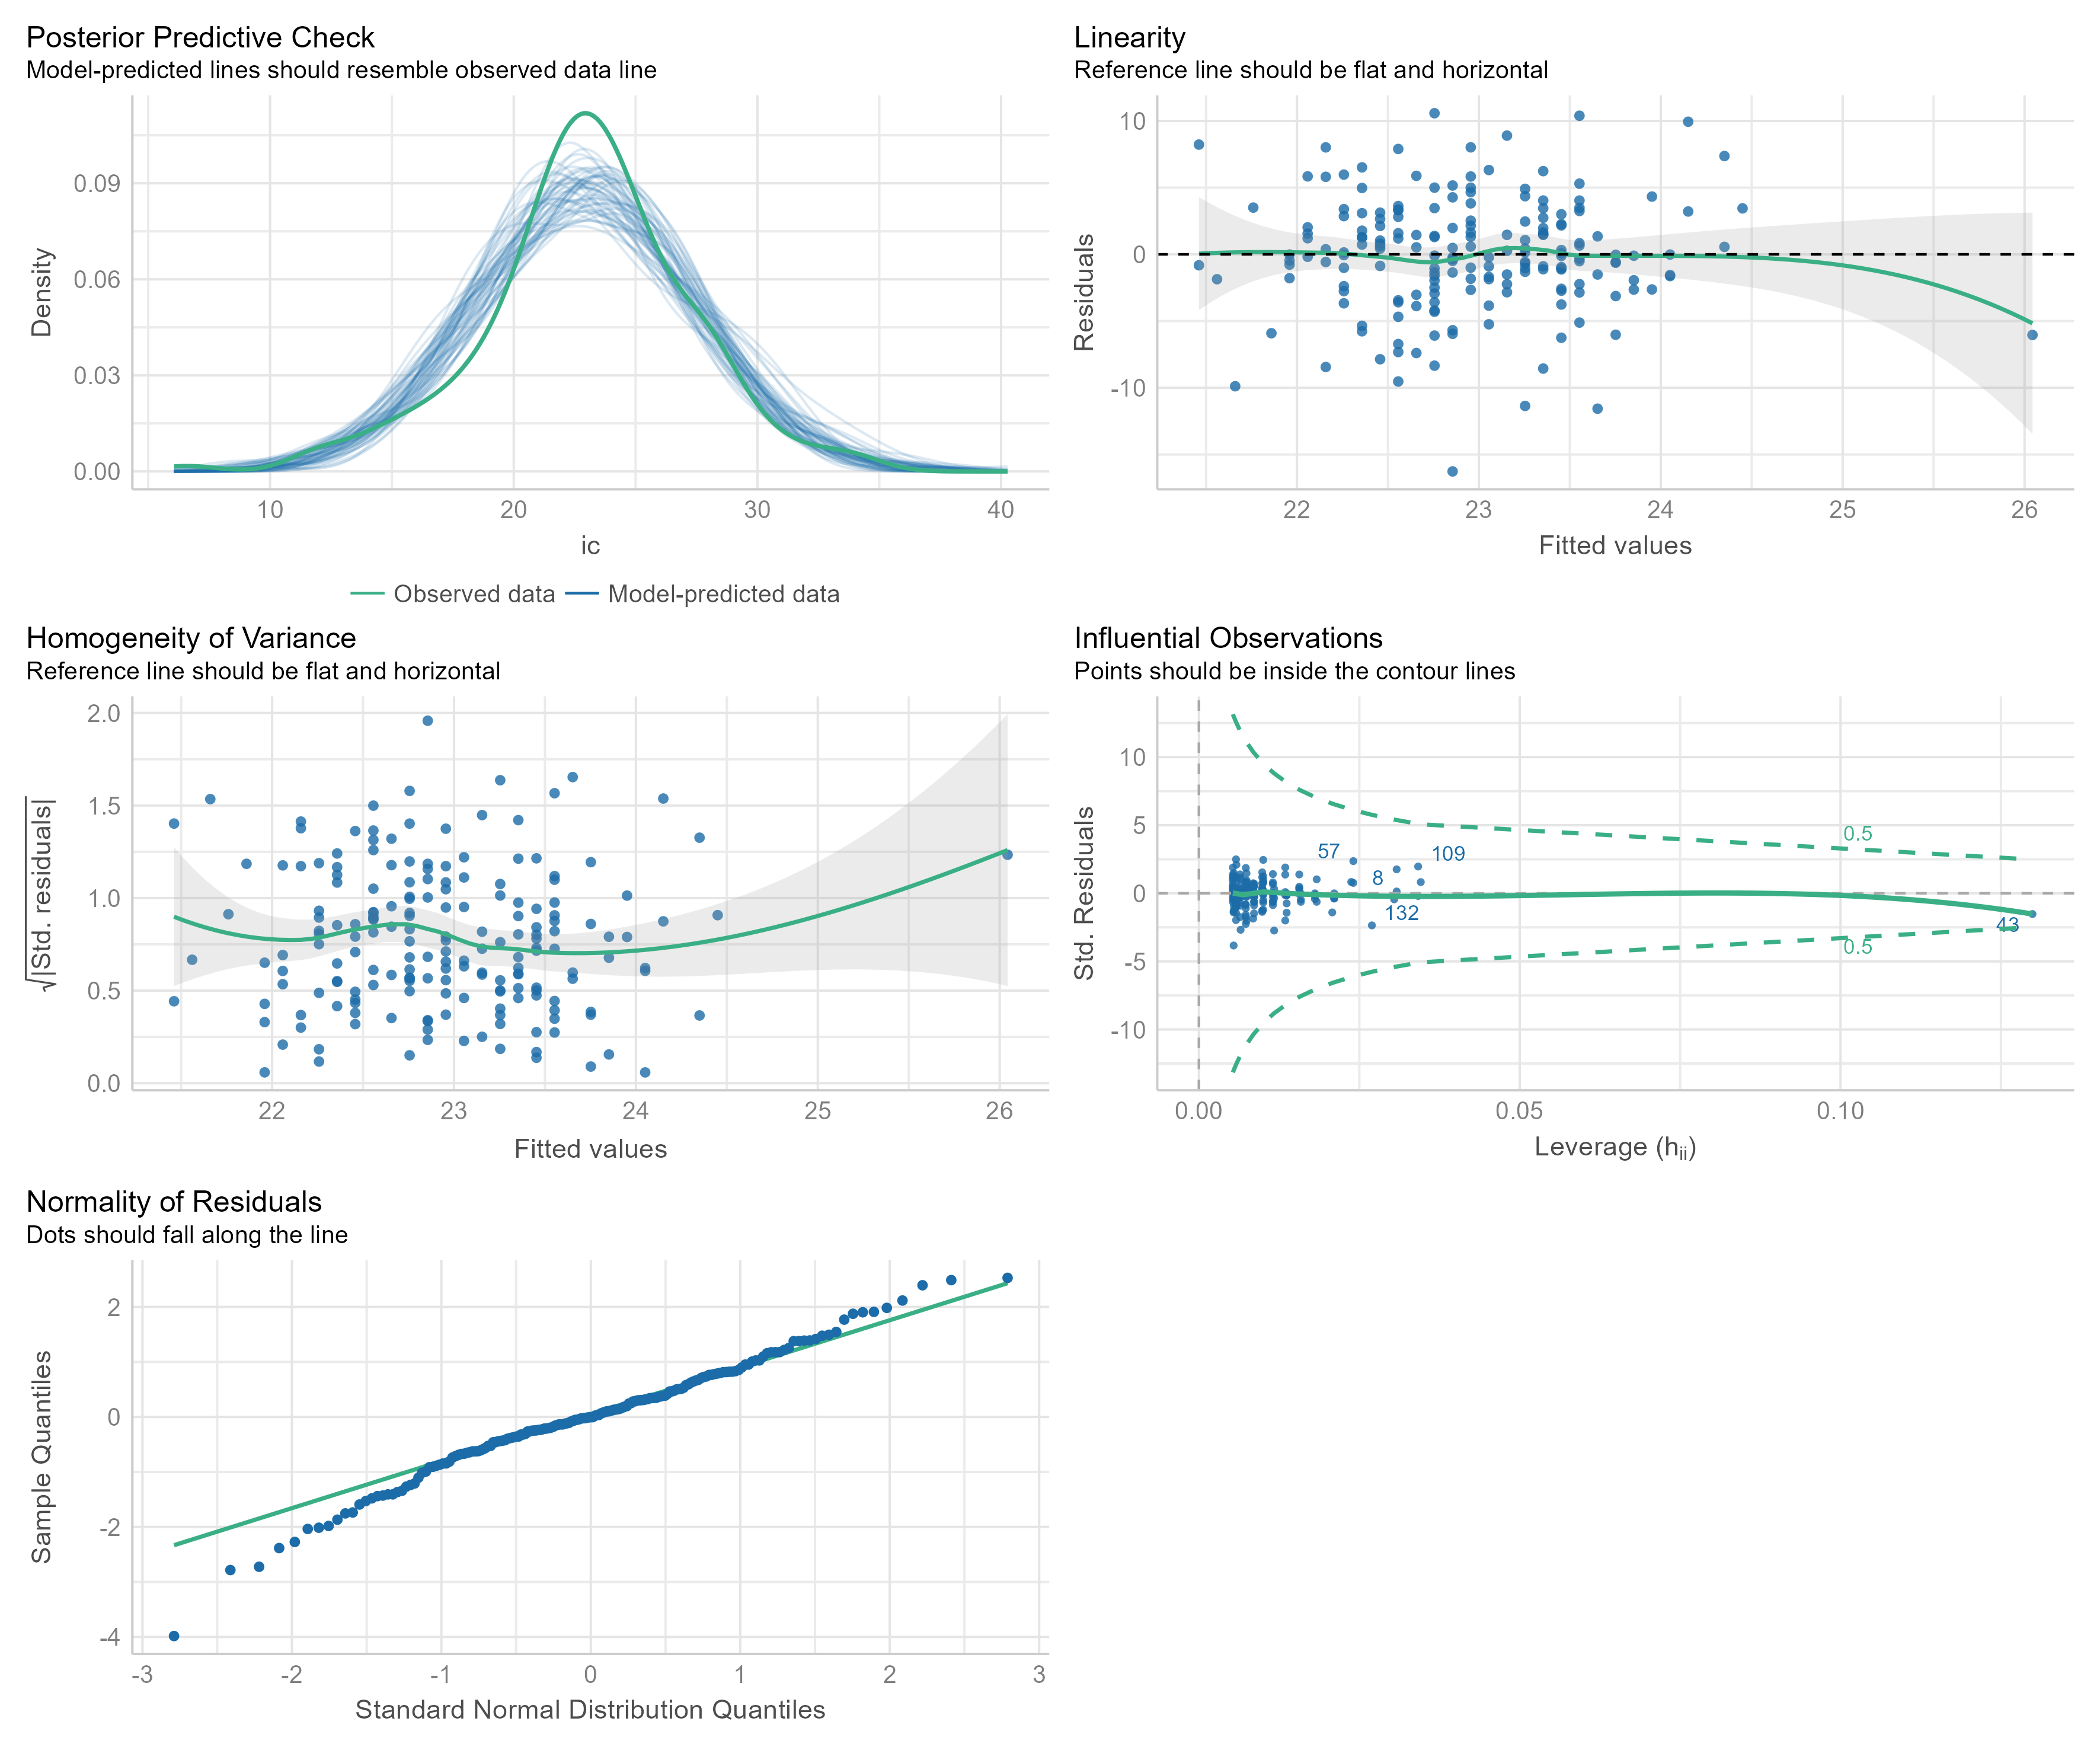 Posterior Predictive Check
Model-predicted lines should resemble observed data line
Density
0.09
0.06
0.03
0.00
10
20
30
40
ic
Observed data
Model-predicted data
Linearity
Reference line should be flat and horizontal
Residuals
10
0
-10
22
23
24
25
26
Fitted values
Homogeneity of Variance
Reference line should be flat and horizontal
√|Std. residuals|
2.0
1.5
1.0
0.5
0.0
22
23
24
25
26
Fitted values
Influential Observations
Points should be inside the contour lines
Std. Residuals
10
5
0
-5
-10
0.5
57
109
8
132
43
0.5
0.00
0.05
0.10
Leverage (hii)
Normality of Residuals
Dots should fall along the line
Sample Quantiles
2
0
-2
-4
-3
-2
-1
0
1
2
3
Standard Normal Distribution Quantiles